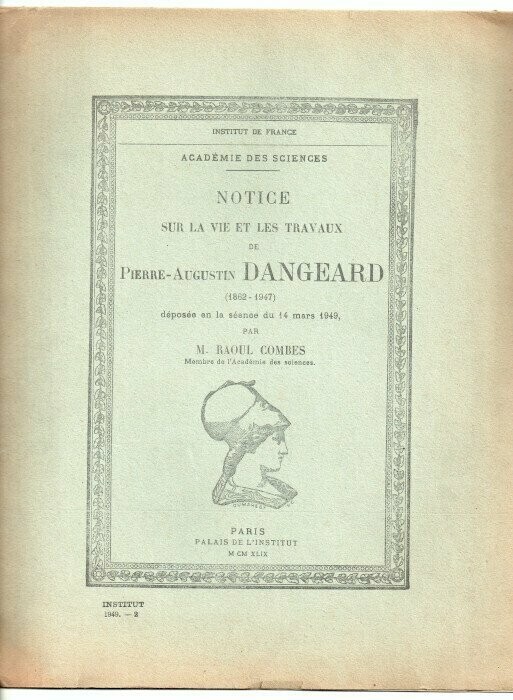 INSTITUT DE FRANCE
ACADÉMIE DES SCIENCES
NOTICE
SUR LA VIE ET LES TRAVAUX
DE
PIERRE-AUGUSTIN DANGEARD
(1862-1947)
déposée en la séance du 14 mars 1949,
PAR
M. RAOUL COMBES
Membre de l'Académie des sciences.
PARIS
PALAIS DE L'INSTITUT
M CM XLIX
INSTITUT
1949. — 2